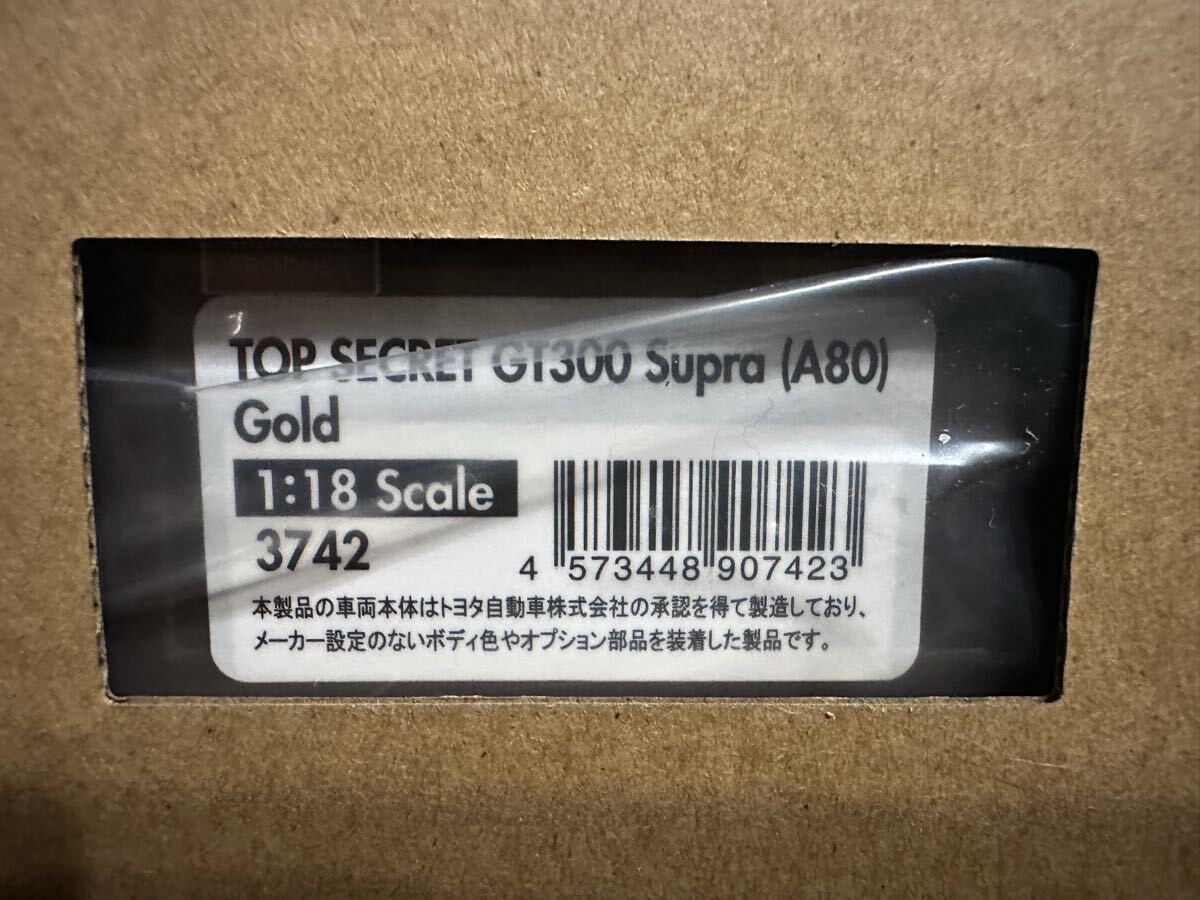 TOP SECRET GT300 Supra (A80)
Gold
1:18 Scale
3742
4 573448 907423
本製品の車両本体はトヨタ自動車株式会社の承認を得て製造しており、
メーカー設定のないボディ色やオプション部品を装着した製品です。